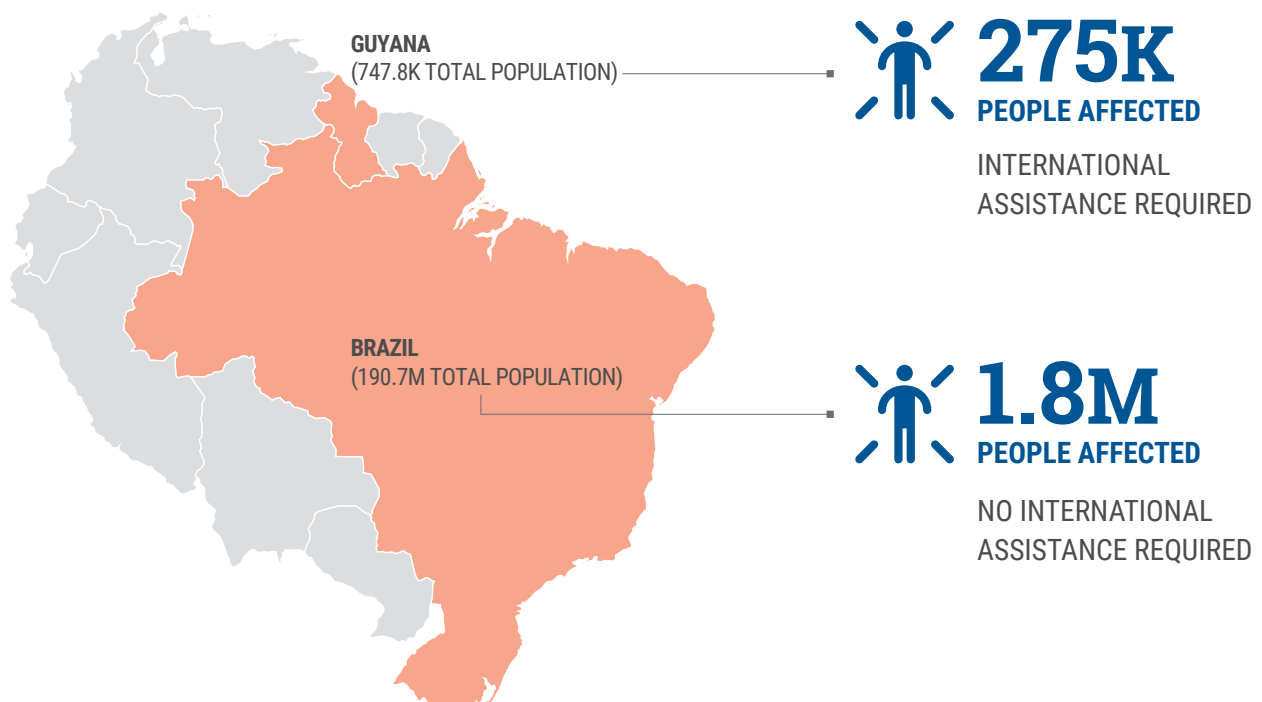 GUYANA
(747.8K TOTAL POPULATION)
275K
PEOPLE AFFECTED
INTERNATIONAL
ASSISTANCE REQUIRED
BRAZIL
(190.7M TOTAL POPULATION)
1.8M
PEOPLE AFFECTED
NO INTERNATIONAL
ASSISTANCE REQUIRED